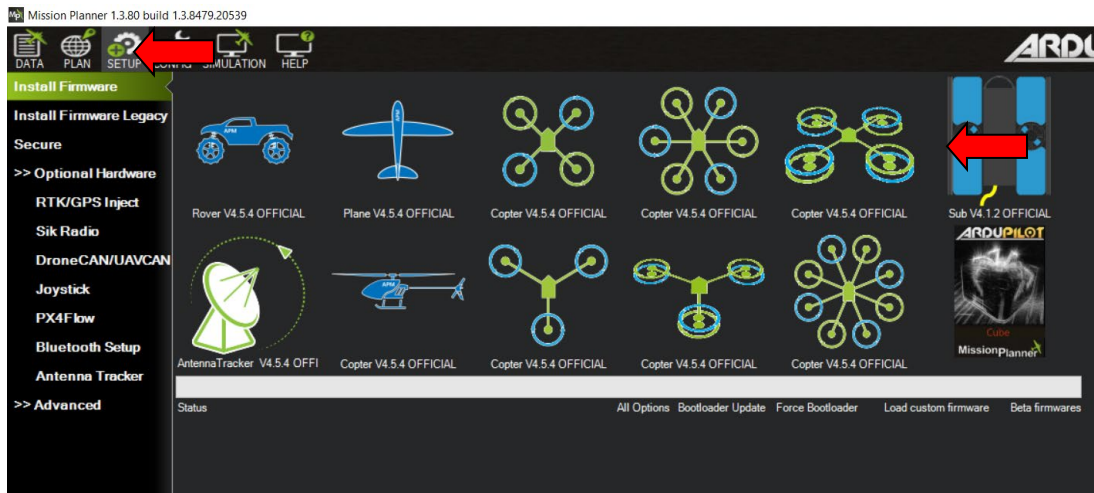 Mission Planner 1.3.80 build 1.3.8479.20539
DATA PLAN SETUP SIMULATION HELP
ARDU
Install Firmware
Install Firmware Legacy
Secure
>> Optional Hardware
RTK/GPS Inject
Sik Radio
DroneCAN/UAVCAN
Joystick
PX4Flow
Bluetooth Setup
Antenna Tracker
>> Advanced
APM
APM
Rover V4.5.4 OFFICIAL Plane V4.5.4 OFFICIAL Copter V4.5.4 OFFICIAL Copter V4.5.4 OFFICIAL Copter V4.5.4 OFFICIAL Sub V4.1.2 OFFICIAL
APM
ARDUPILOT
Cube
MissionPlanner
AntennaTracker V4.5.4 OFFI Copter V4.5.4 OFFICIAL Copter V4.5.4 OFFICIAL Copter V4.5.4 OFFICIAL Copter V4.5.4 OFFICIAL
Status All Options Bootloader Update Force Bootloader Load custom firmware Beta firmwares